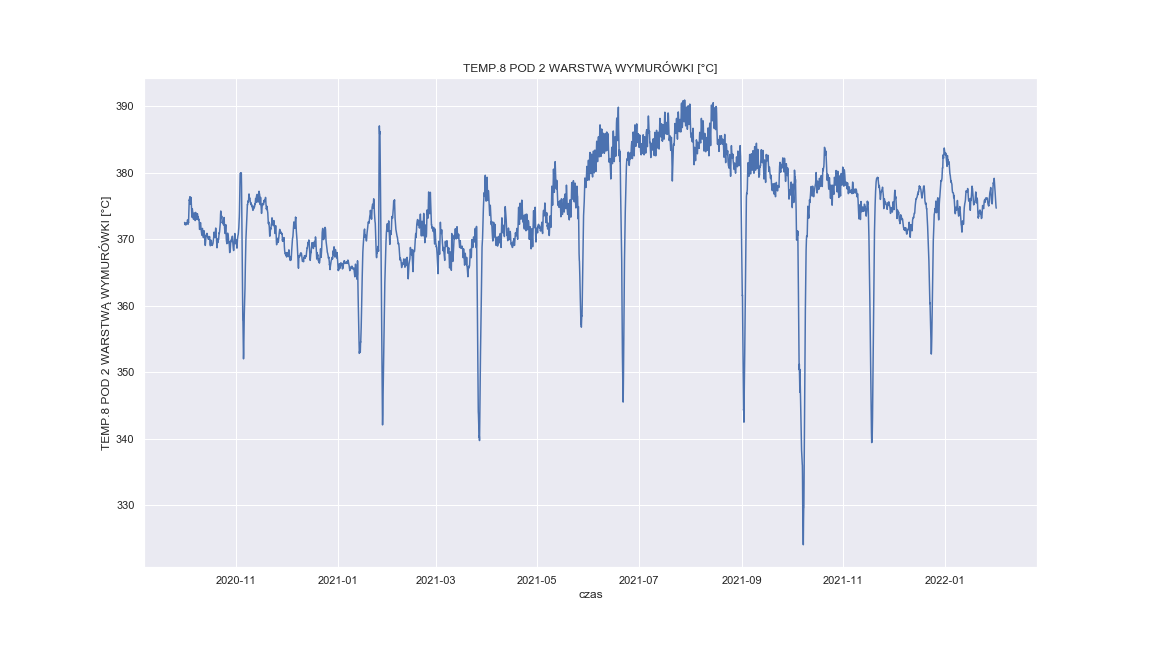 TEMP.8 POD 2 WARSTWĄ WYMURÓWKI [°C]
TEMP.8 POD 2 WARSTWĄ WYMURÓWKI [°C]
390
380
370
360
350
340
330
2020-11 2021-01 2021-03 2021-05 2021-07 2021-09 2021-11 2022-01
czas